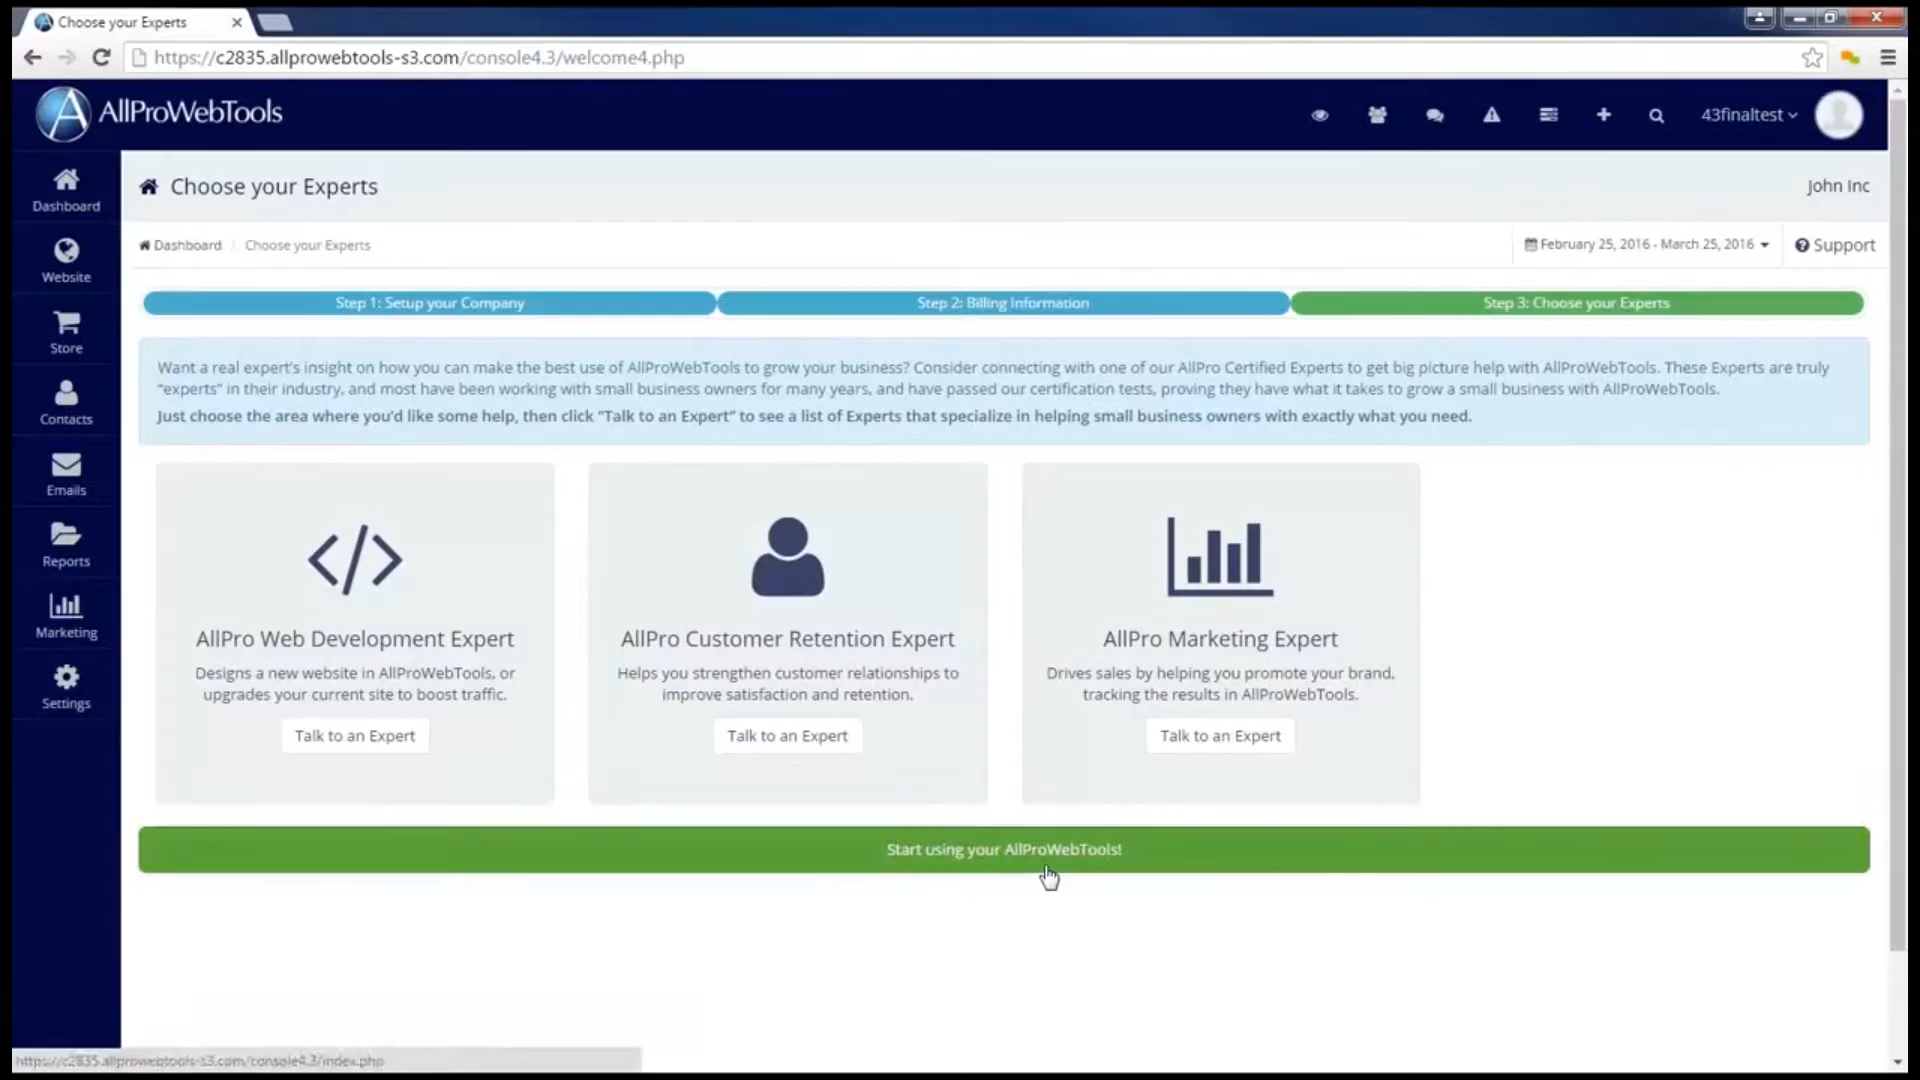 Choose your Experts
https://c2835.allprowebtools-s3.com/console4.3/welcome4.php
AllProWebTools
43finaltest
Dashboard
Website
Store
Contacts
Emails
Reports
Marketing
Settings
Choose your Experts
John Inc
Dashboard / Choose your Experts
February 25, 2016 - March 25, 2016
Support
Step 1: Setup your Company
Step 2: Billing Information
Step 3: Choose your Experts
Want a real expert's insight on how you can make the best use of AllProWebTools to grow your business? Consider connecting with one of our AllPro Certified Experts to get big picture help with AllProWebTools. These Experts are truly
“experts” in their industry, and most have been working with small business owners for many years, and have passed our certification tests, proving they have what it takes to grow a small business with AllProWebTools.
Just choose the area where you'd like some help, then click “Talk to an Expert” to see a list of Experts that specialize in helping small business owners with exactly what you need.
AllPro Web Development Expert
Designs a new website in AllProWebTools, or
upgrades your current site to boost traffic.
Talk to an Expert
AllPro Customer Retention Expert
Helps you strengthen customer relationships to
improve satisfaction and retention.
Talk to an Expert
AllPro Marketing Expert
Drives sales by helping you promote your brand,
tracking the results in AllProWebTools.
Talk to an Expert
Start using your AllProWebTools!
https://c2835.allprowebtools-s3.com/console4.3/index.php